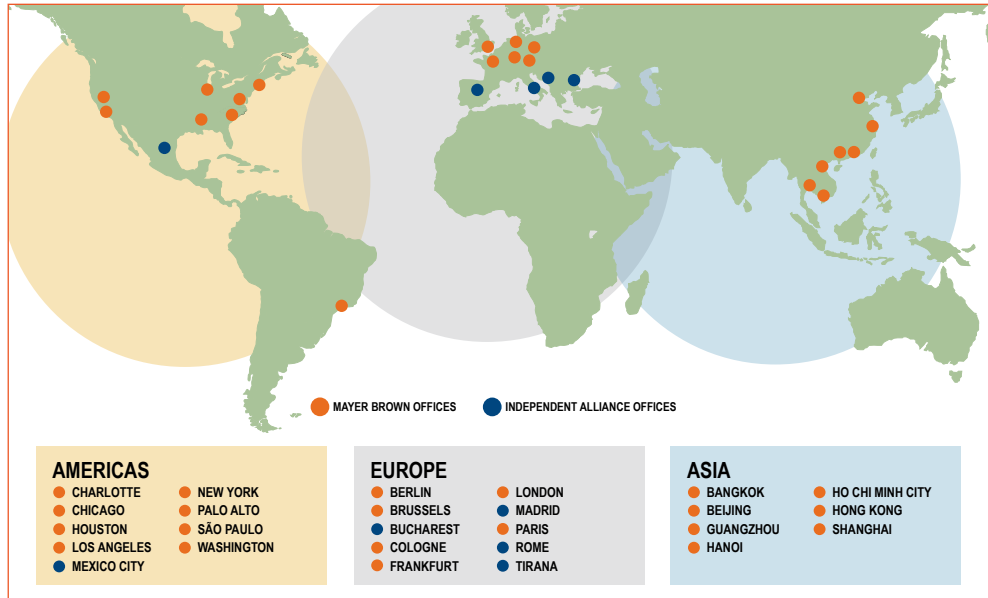 MAYER BROWN OFFICES
INDEPENDENT ALLIANCE OFFICES
AMERICAS
CHARLOTTE
CHICAGO
HOUSTON
LOS ANGELES
MEXICO CITY
NEW YORK
PALO ALTO
SÃO PAULO
WASHINGTON
EUROPE
BERLIN
BRUSSELS
BUCHAREST
COLOGNE
FRANKFURT
LONDON
MADRID
PARIS
ROME
TIRANA
ASIA
BANGKOK
BEIJING
GUANGZHOU
HANOI
HO CHI MINH CITY
HONG KONG
SHANGHAI